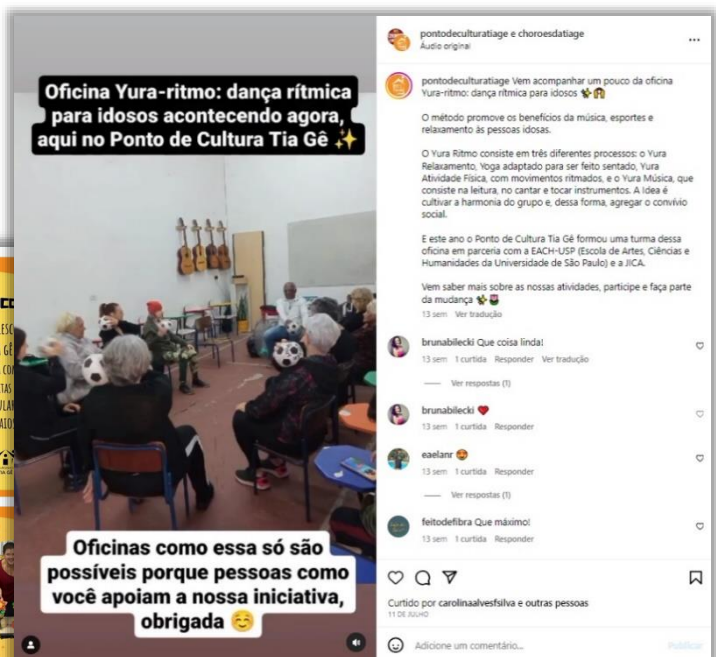 Oficina Yura-ritmo: dança rítmica
para idosos acontecendo agora,
aqui no Ponto de Cultura Tia Gê ✨
Oficinas como essa só são
possíveis porque pessoas como
você apoiam a nossa iniciativa,
obrigada ☺️
pontodeculturatiage e choroesdatiage
Áudio original
pontodeculturatiage Vem acompanhar um pouco da oficina
Yura-ritmo: dança rítmica para idosos
O método promove os benefícios da música, esportes e
relaxamento às pessoas idosas.
O Yura Ritmo consiste em três diferentes processos: o Yura
Relaxamento, Yoga adaptado para ser feito sentado, Yura
Atividade Física, com movimentos ritmados, e o Yura Música, que
consiste na leitura, no cantar e tocar instrumentos. A Idea é
cultivar a harmonia do grupo e, dessa forma, agregar o convívio
social.
E este ano o Ponto de Cultura Tia Gê formou uma turma dessa
oficina em parceria com a EACH-USP (Escola de Artes, Ciências e
Humanidades da Universidade de São Paulo) e a JICA.
Vem saber mais sobre as nossas atividades, participe e faça parte
da mudança
13 sem Ver tradução
brunabilecki Que coisa linda!
13 sem 1 curtida Responder Ver tradução
Ver respostas (1)
brunabilecki ❤️
13 sem 1 curtida Responder
eaelanr 😍
13 sem 1 curtida Responder
Ver respostas (1)
feitodefibra Que máximo!
13 sem 1 curtida Responder
Curtido por carolinaalvesfsilva e outras pessoas
11 DE JULHO
Adicione um comentário...
Publicar